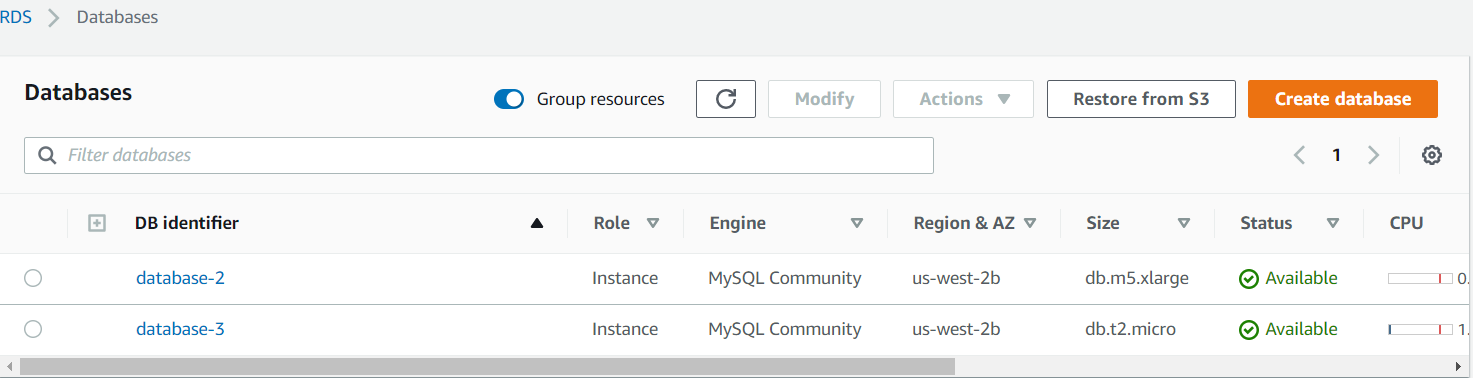 RDS Databases
Databases
Group resources Modify Actions Restore from S3 Create database
Filter databases 1
DB identifier Role Engine Region & AZ Size Status CPU
database-2 Instance MySQL Community us-west-2b db.m5.xlarge Available 0.
database-3 Instance MySQL Community us-west-2b db.t2.micro Available 1.